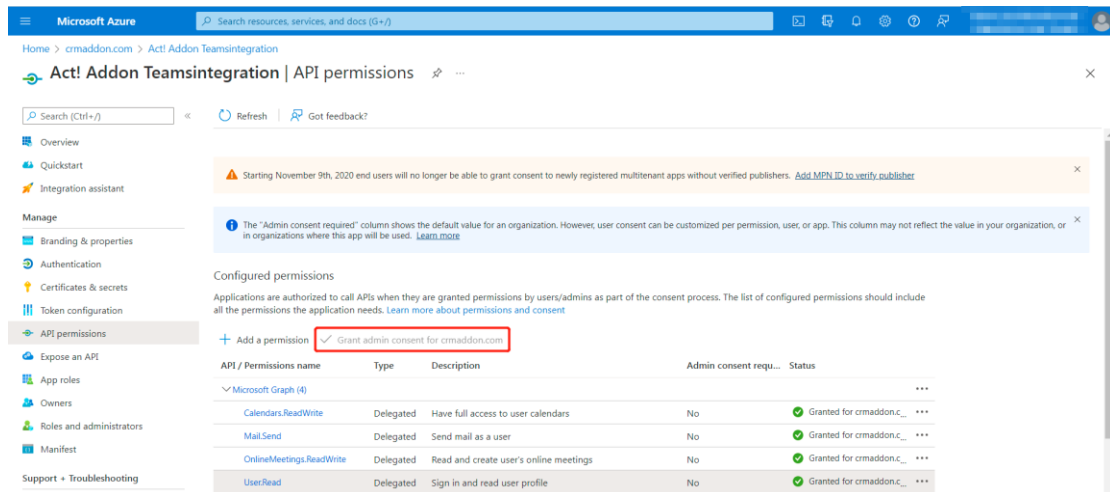 Microsoft Azure
Search resources, services, and docs (G+/)
Home > crmaddon.com > Act! Addon Teamsintegration
Act! Addon Teamsintegration | API permissions
Search (Ctrl+/)
Refresh
Got feedback?
Overview
Quickstart
Integration assistant
Starting November 9th, 2020 end users will no longer be able to grant consent to newly registered multitenant apps without verified publishers. Add MPN ID to verify publisher
Manage
Branding & properties
Authentication
Certificates & secrets
Token configuration
API permissions
Expose an API
App roles
Owners
Roles and administrators
Manifest
Support + Troubleshooting
The "Admin consent required" column shows the default value for an organization. However, user consent can be customized per permission, user, or app. This column may not reflect the value in your organization, or
in organizations where this app will be used. Learn more
Configured permissions
Applications are authorized to call APIs when they are granted permissions by users/admins as part of the consent process. The list of configured permissions should include
all the permissions the application needs. Learn more about permissions and consent
Add a permission
Grant admin consent for crmaddon.com
API / Permissions name Type Description Admin consent requ... Status
Microsoft Graph (4)
Calendars.ReadWrite Delegated Have full access to user calendars No Granted for crmaddon.c...
Mail.Send Delegated Send mail as a user No Granted for crmaddon.c...
OnlineMeetings.ReadWrite Delegated Read and create user's online meetings No Granted for crmaddon.c...
User.Read Delegated Sign in and read user profile No Granted for crmaddon.c...